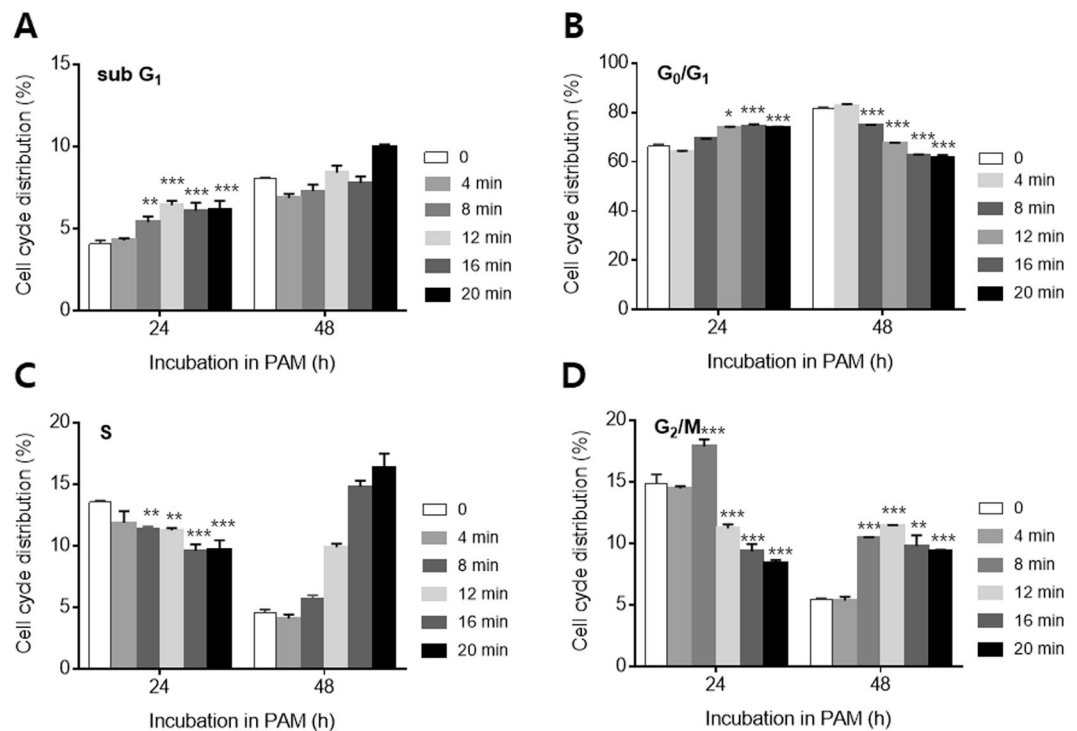 A
sub G1
Cell cycle distribution (%)
15
10
5
0
** *** *** ***
24 48
Incubation in PAM (h)
0
4 min
8 min
12 min
16 min
20 min
B
G0/G1
Cell cycle distribution (%)
100
80
60
40
20
0
* *** *** *** *** *** ***
24 48
Incubation in PAM (h)
0
4 min
8 min
12 min
16 min
20 min
C
S
Cell cycle distribution (%)
20
15
10
5
0
** ** *** ***
24 48
Incubation in PAM (h)
0
4 min
8 min
12 min
16 min
20 min
D
G2/M
Cell cycle distribution (%)
20
15
10
5
0
*** *** *** *** *** *** ** ***
24 48
Incubation in PAM (h)
0
4 min
8 min
12 min
16 min
20 min